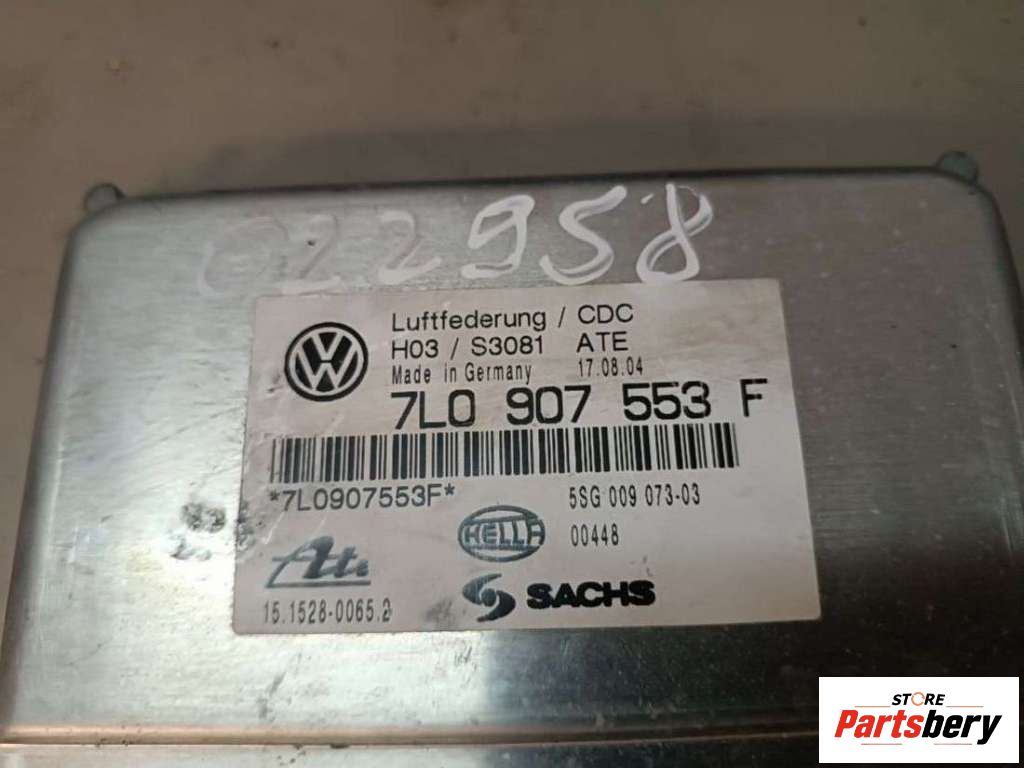 022958
Luftfederung / CDC
H03 / S3081 ATE
Made in Germany 17.08.04
7L0 907 553 F
*7L0907553F*
5SG 009 073-03
HELLA
00448
Ate
15.1528-0065.2
SACHS
STORE
Partsbery